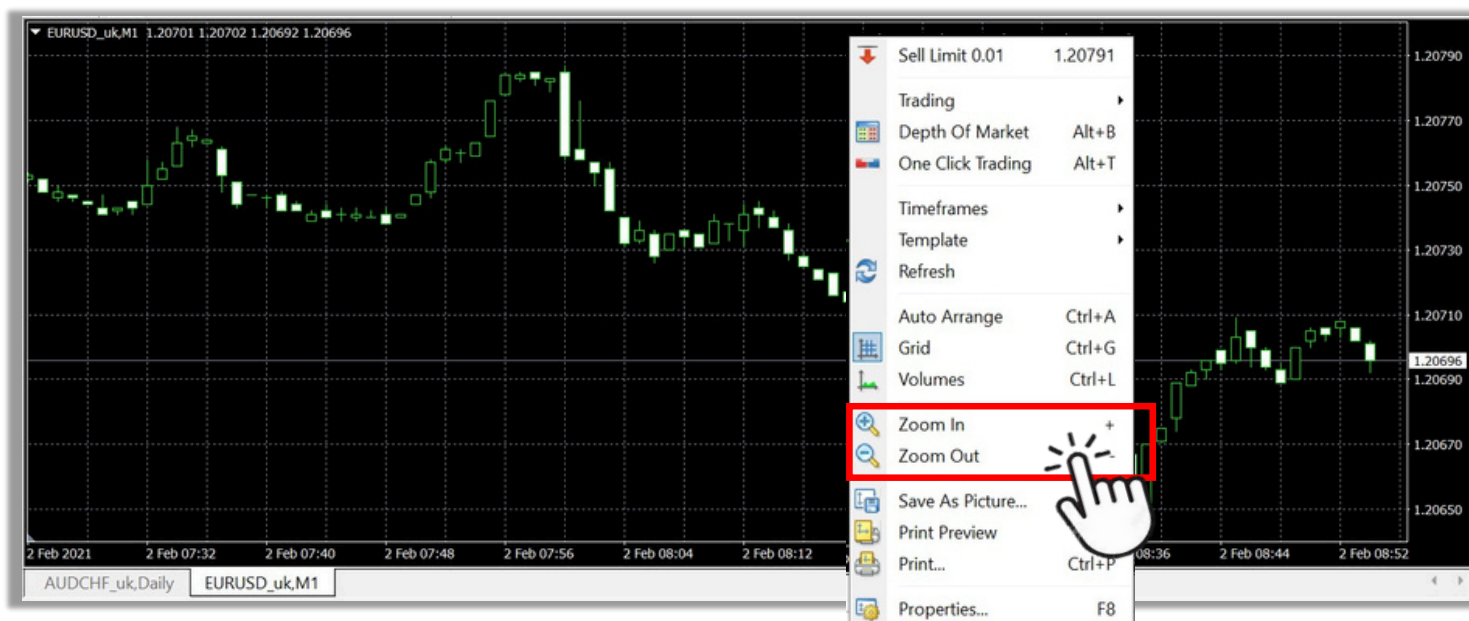 EURUSD_uk,M1 1.20701 1.20702 1.20692 1.20696
Sell Limit 0.01 1.20791
Trading
Depth Of Market Alt+B
One Click Trading Alt+T
Timeframes
Template
Refresh
Auto Arrange Ctrl+A
Grid Ctrl+G
Volumes Ctrl+L
Zoom In +
Zoom Out -
Save As Picture...
Print Preview
Print... Ctrl+P
Properties... F8
1.20790
1.20770
1.20750
1.20730
1.20710
1.20696
1.20690
1.20670
1.20650
2 Feb 2021 2 Feb 07:32 2 Feb 07:40 2 Feb 07:48 2 Feb 07:56 2 Feb 08:04 2 Feb 08:12 08:36 2 Feb 08:44 2 Feb 08:52
AUDCHF_uk,Daily EURUSD_uk,M1